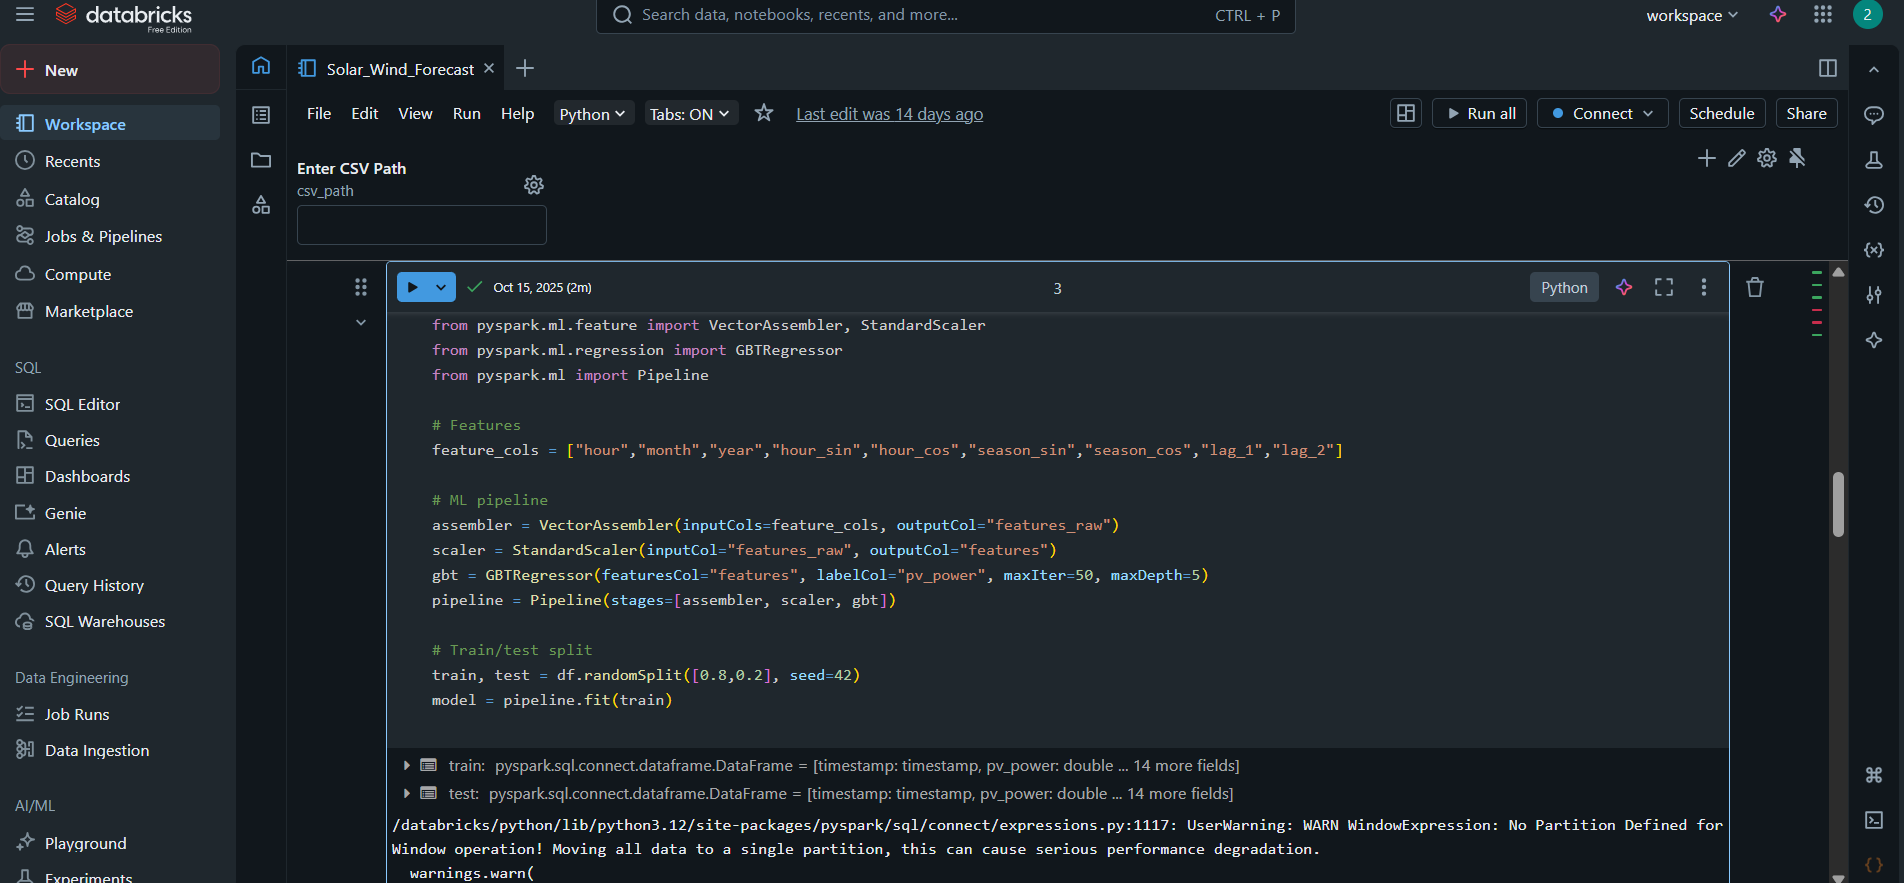 databricks
Free Edition
Search data, notebooks, recents, and more...
CTRL + P
workspace
2
New
Workspace
Recents
Catalog
Jobs & Pipelines
Compute
Marketplace
SQL
SQL Editor
Queries
Dashboards
Genie
Alerts
Query History
SQL Warehouses
Data Engineering
Job Runs
Data Ingestion
AI/ML
Playground
Experiments
Solar_Wind_Forecast
File Edit View Run Help Python Tabs: ON Last edit was 14 days ago
Run all Connect Schedule Share
Enter CSV Path
csv_path
Oct 15, 2025 (2m)
3
Python
from pyspark.ml.feature import VectorAssembler, StandardScaler
from pyspark.ml.regression import GBTRegressor
from pyspark.ml import Pipeline
# Features
feature_cols = ["hour","month","year","hour_sin","hour_cos","season_sin","season_cos","lag_1","lag_2"]
# ML pipeline
assembler = VectorAssembler(inputCols=feature_cols, outputCol="features_raw")
scaler = StandardScaler(inputCol="features_raw", outputCol="features")
gbt = GBTRegressor(featuresCol="features", labelCol="pv_power", maxIter=50, maxDepth=5)
pipeline = Pipeline(stages=[assembler, scaler, gbt])
# Train/test split
train, test = df.randomSplit([0.8,0.2], seed=42)
model = pipeline.fit(train)
train: pyspark.sql.connect.dataframe.DataFrame = [timestamp: timestamp, pv_power: double ... 14 more fields]
test: pyspark.sql.connect.dataframe.DataFrame = [timestamp: timestamp, pv_power: double ... 14 more fields]
/databricks/python/lib/python3.12/site-packages/pyspark/sql/connect/expressions.py:1117: UserWarning: WARN WindowExpression: No Partition Defined for
Window operation! Moving all data to a single partition, this can cause serious performance degradation.
warnings.warn(